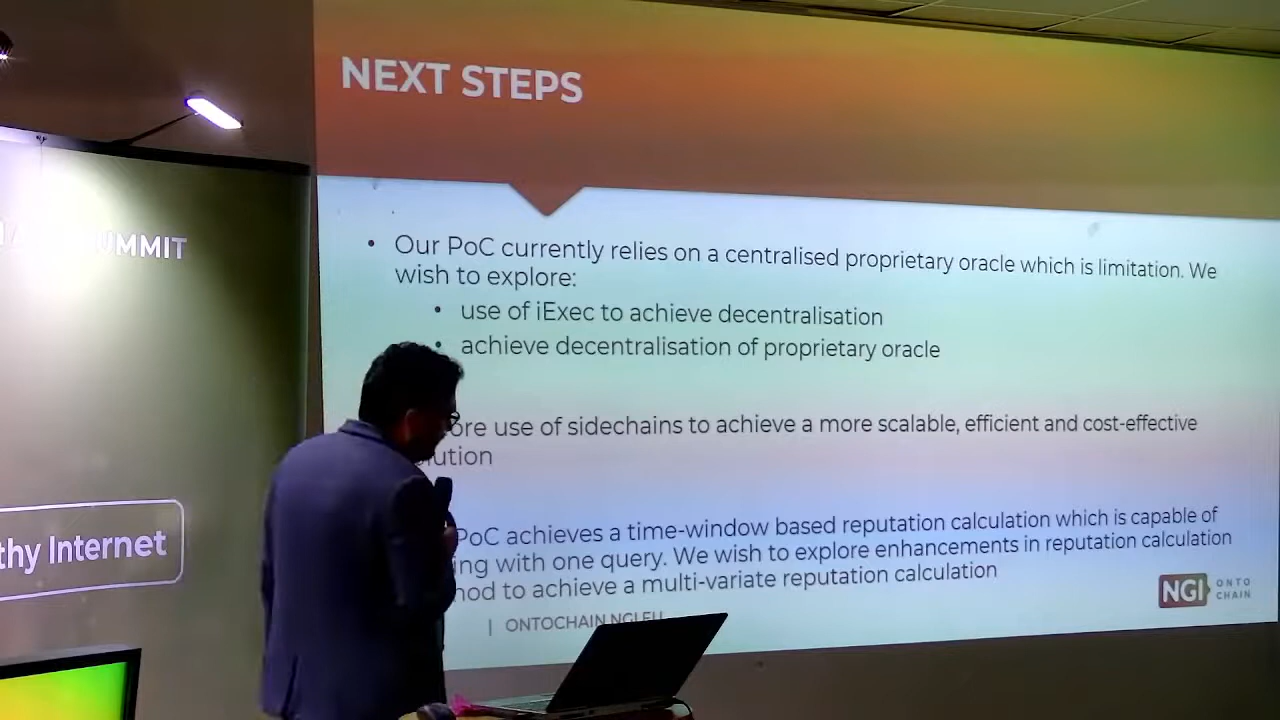 NEXT STEPS
• Our PoC currently relies on a centralised proprietary oracle which is limitation. We
wish to explore:
• use of iExec to achieve decentralisation
• achieve decentralisation of proprietary oracle
ore use of sidechains to achieve a more scalable, efficient and cost-effective
lution
PoC achieves a time-window based reputation calculation which is capable of
ing with one query. We wish to explore enhancements in reputation calculation
hod to achieve a multi-variate reputation calculation
| ONTOCHAIN.NGI.EU
NGI ONTO
CHAIN
UMMIT
thy Internet